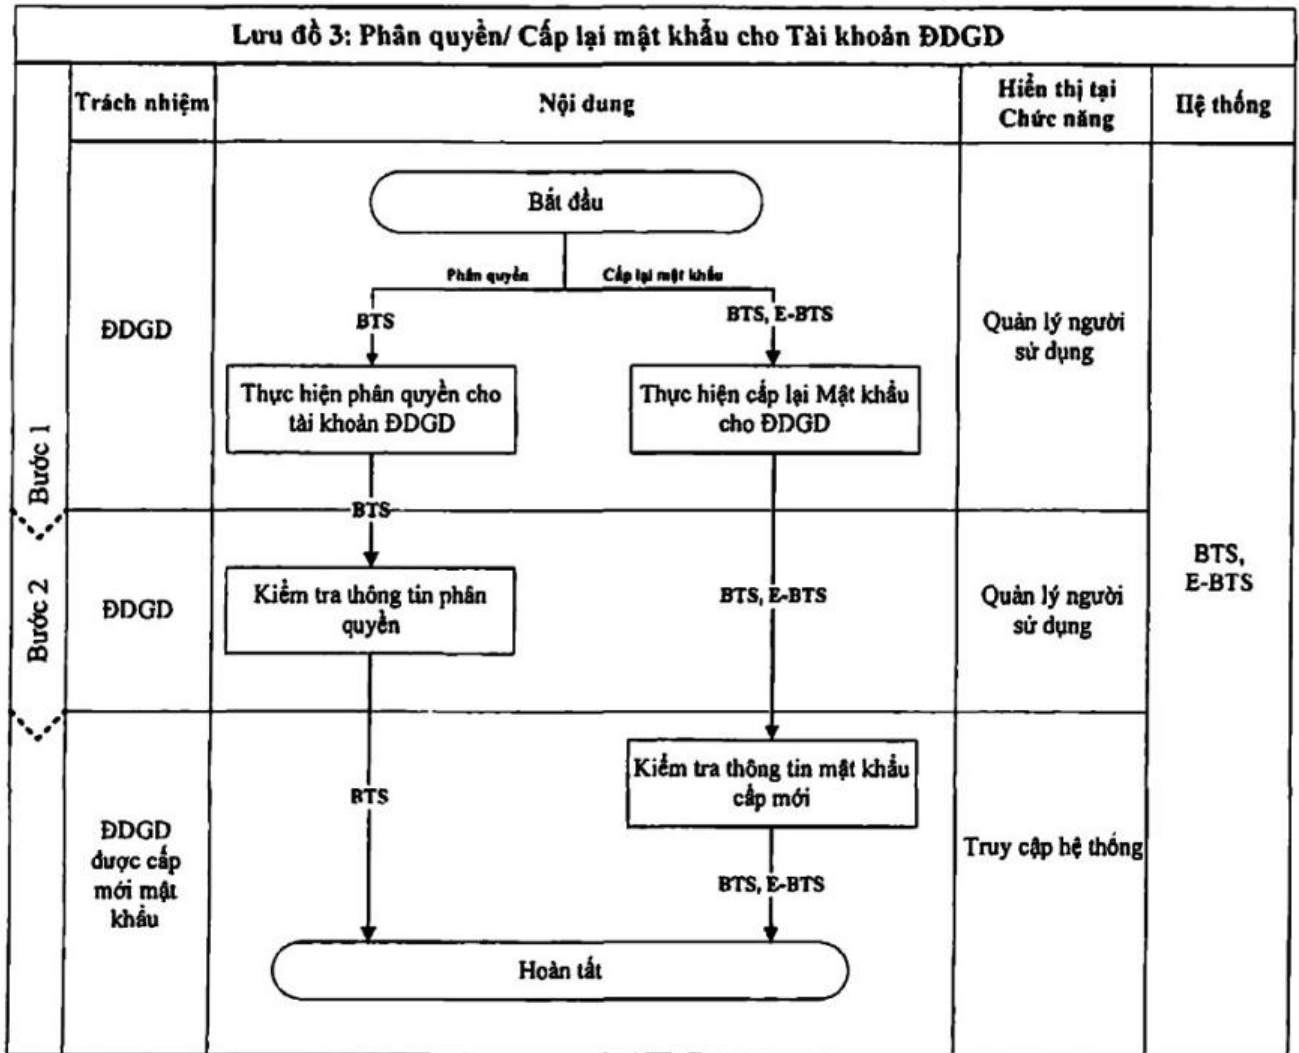 Lưu đồ 3: Phân quyền/ Cấp lại mật khẩu cho Tài khoản ĐDGD
Trách nhiệm
Nội dung
Hiển thị tại
Chức năng
Hệ thống
Bắt đầu
Phân quyền
Cấp lại mật khẩu
BTS
BTS, E-BTS
ĐDGD
Quản lý người
sử dụng
Thực hiện phân quyền cho
tài khoản ĐDGD
Thực hiện cấp lại Mật khẩu
cho ĐDGD
Bước 1
BTS
BTS,
E-BTS
Bước 2
ĐDGD
Kiểm tra thông tin phân
quyền
BTS, E-BTS
Quản lý người
sử dụng
Kiểm tra thông tin mật khẩu
cấp mới
BTS
ĐDGD
được cấp
mới mật
khẩu
Truy cập hệ thống
BTS, E-BTS
Hoàn tất